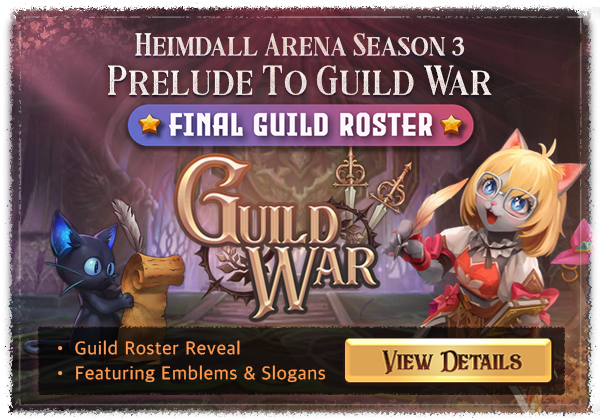 Heimdall Arena Season 3
Prelude To Guild War
FINAL GUILD ROSTER
Guild
War
• Guild Roster Reveal
• Featuring Emblems & Slogans
View Details